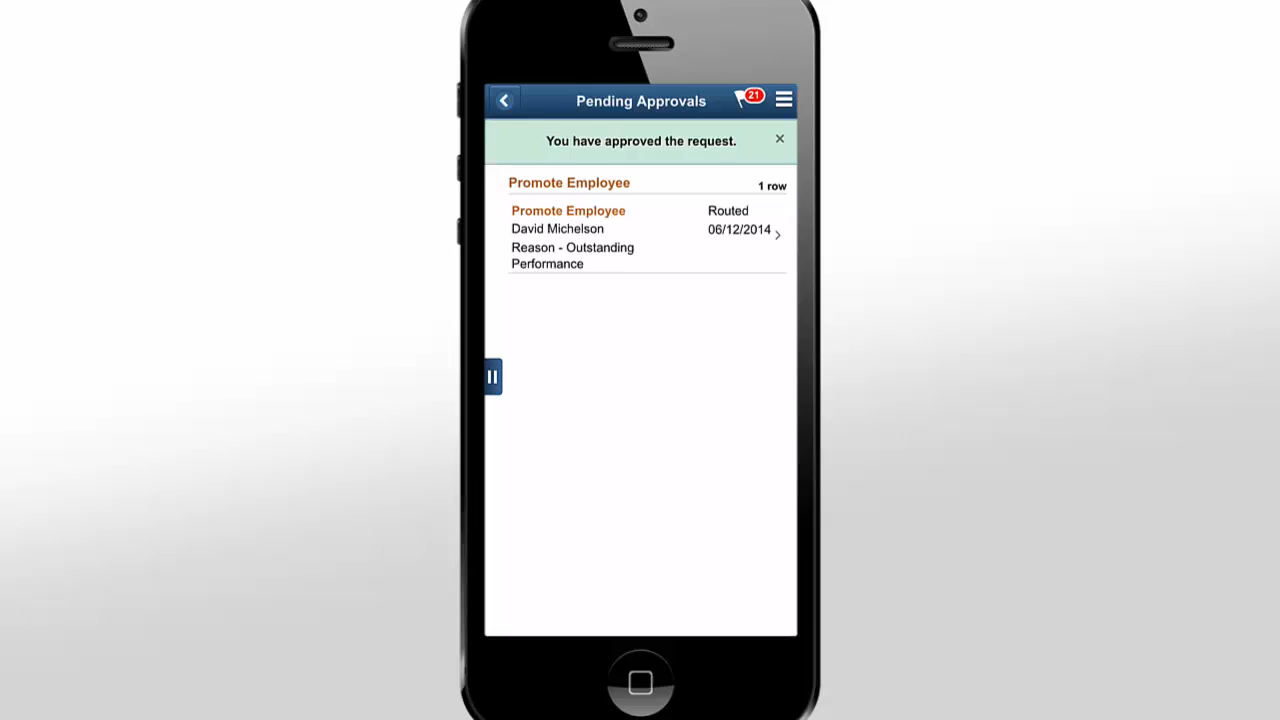 Pending Approvals
21
You have approved the request.
Promote Employee
1 row
Promote Employee
Routed
David Michelson
06/12/2014
Reason - Outstanding
Performance